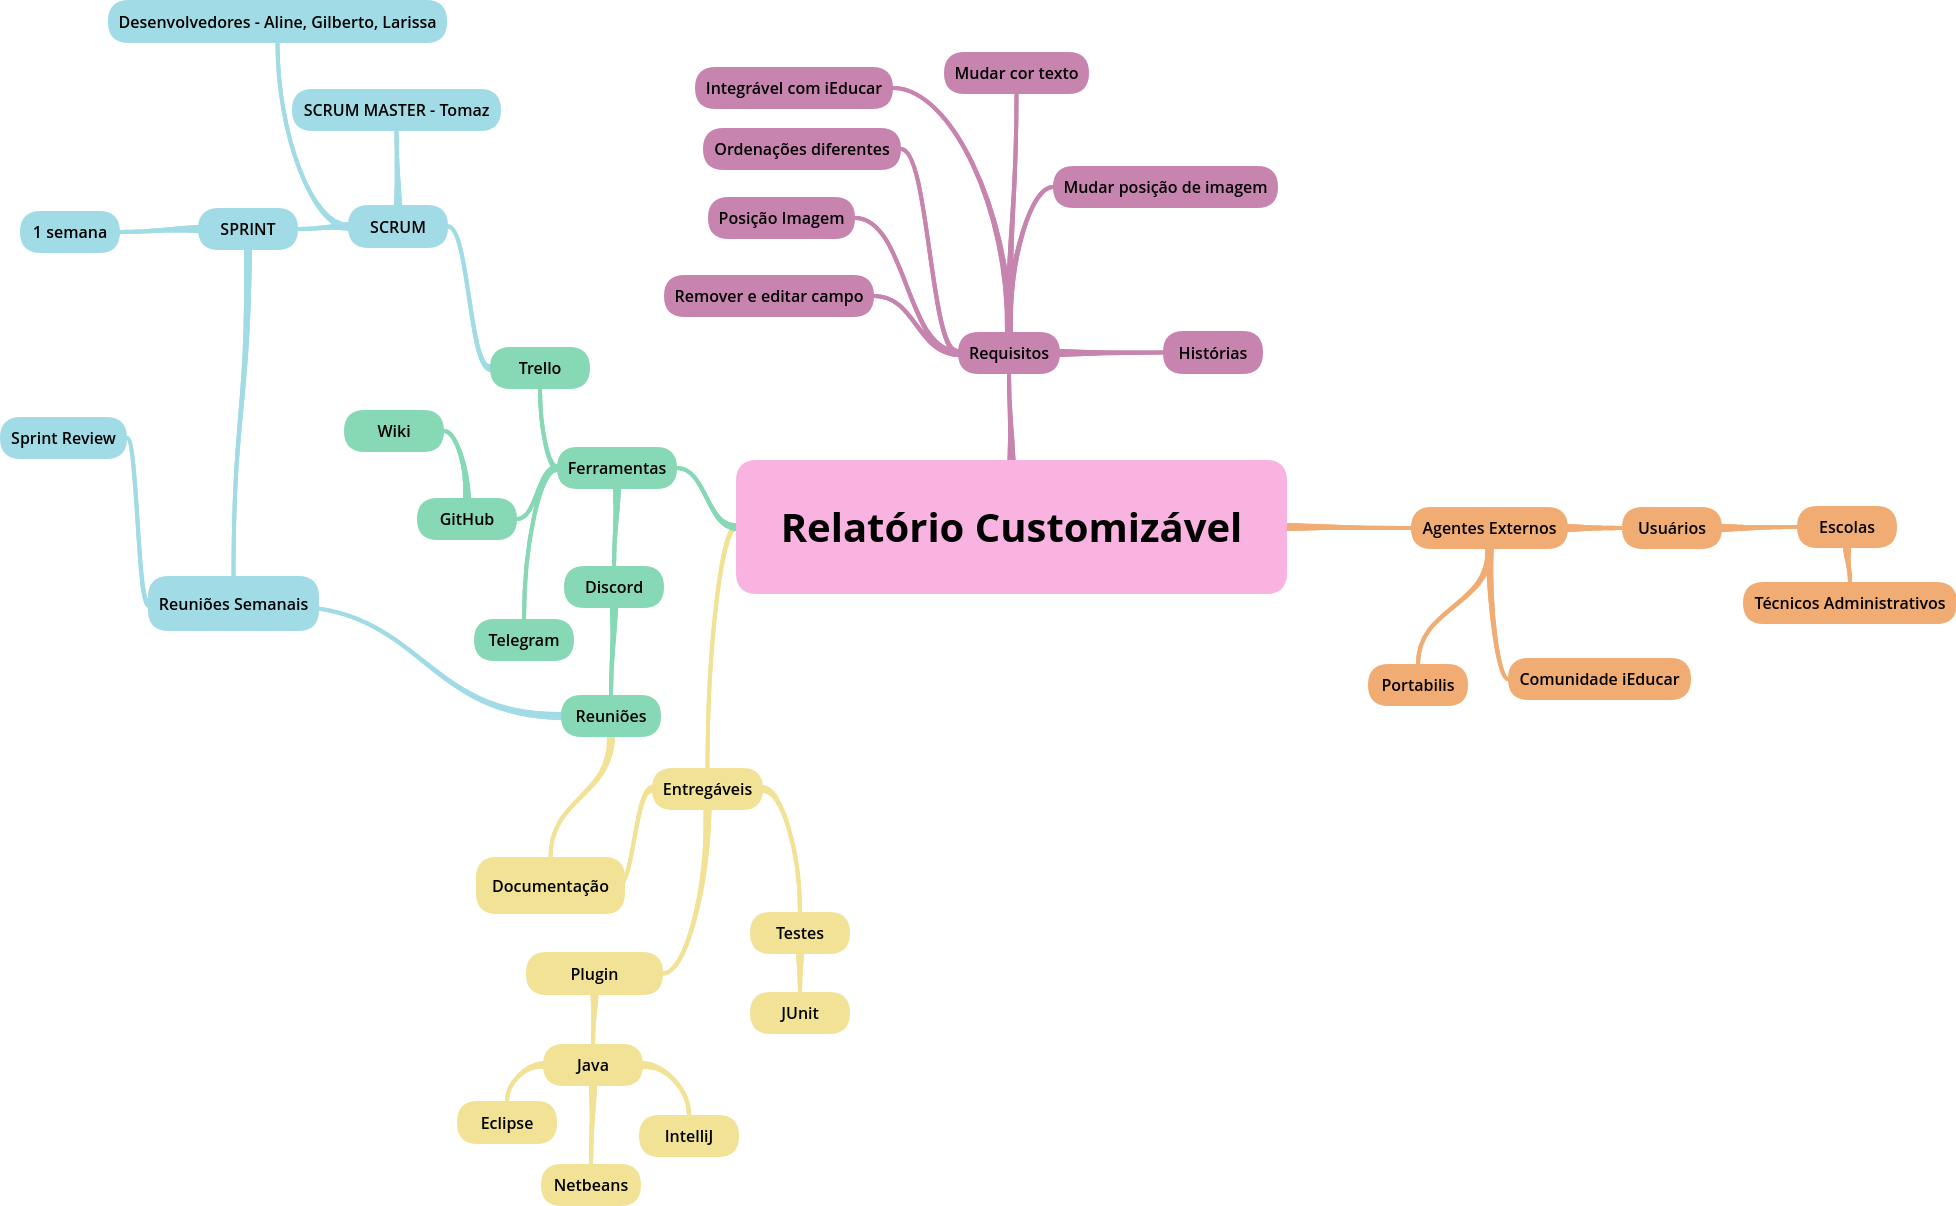 Desenvolvedores - Aline, Gilberto, Larissa
SCRUM MASTER - Tomaz
1 semana
SPRINT
SCRUM
Sprint Review
Reuniões Semanais
Integrável com iEducar
Mudar cor texto
Ordenações diferentes
Mudar posição de imagem
Posição Imagem
Remover e editar campo
Requisitos
Histórias
Trello
Wiki
Ferramentas
GitHub
Discord
Telegram
Reuniões
Relatório Customizável
Agentes Externos
Usuários
Escolas
Técnicos Administrativos
Portabilis
Comunidade iEducar
Entregáveis
Documentação
Testes
Plugin
JUnit
Java
Eclipse
IntelliJ
Netbeans